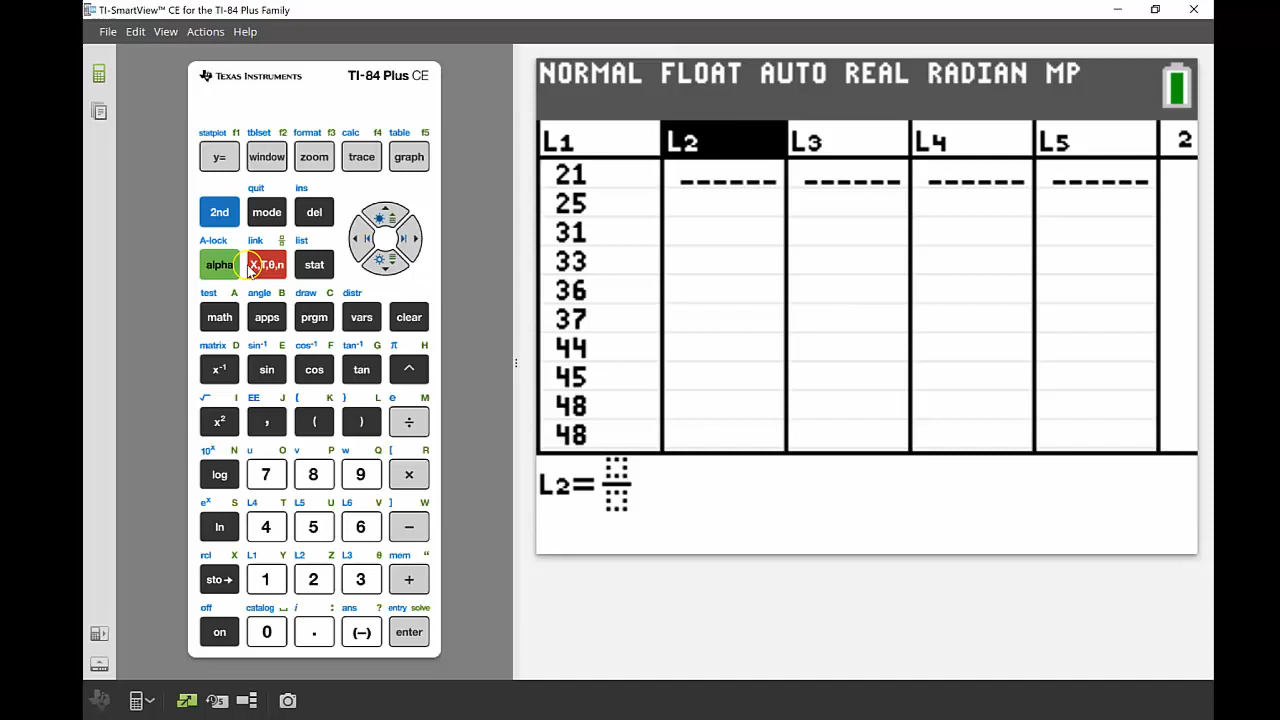 TI-SmartView™ CE for the TI-84 Plus Family
File Edit View Actions Help
TEXAS INSTRUMENTS TI-84 Plus CE
statplot f1 tblset f2 format f3 calc f4 table f5
y= window zoom trace graph
quit ins
2nd mode del
A-lock link list
alpha X,T,θ,n stat
test A angle B draw C distr
math apps prgm vars clear
matrix D sin⁻¹ E cos⁻¹ F tan⁻¹ G π H
x⁻¹ sin cos tan ^
√ I EE J { K } L e M
x² , ( ) ÷
10ˣ N u O v P w Q [ R
log 7 8 9 ×
eˣ S L4 T L5 U L6 V ] W
ln 4 5 6 −
rcl X L1 Y L2 Z L3 θ mem "
sto→ 1 2 3 +
off catalog ⎵ i : ans ? entry solve
on 0 . (−) enter
NORMAL FLOAT AUTO REAL RADIAN MP
L1 L2 L3 L4 L5 2
21 ------ ------ ------ ------
25
31
33
36
37
44
45
48
48
L2=